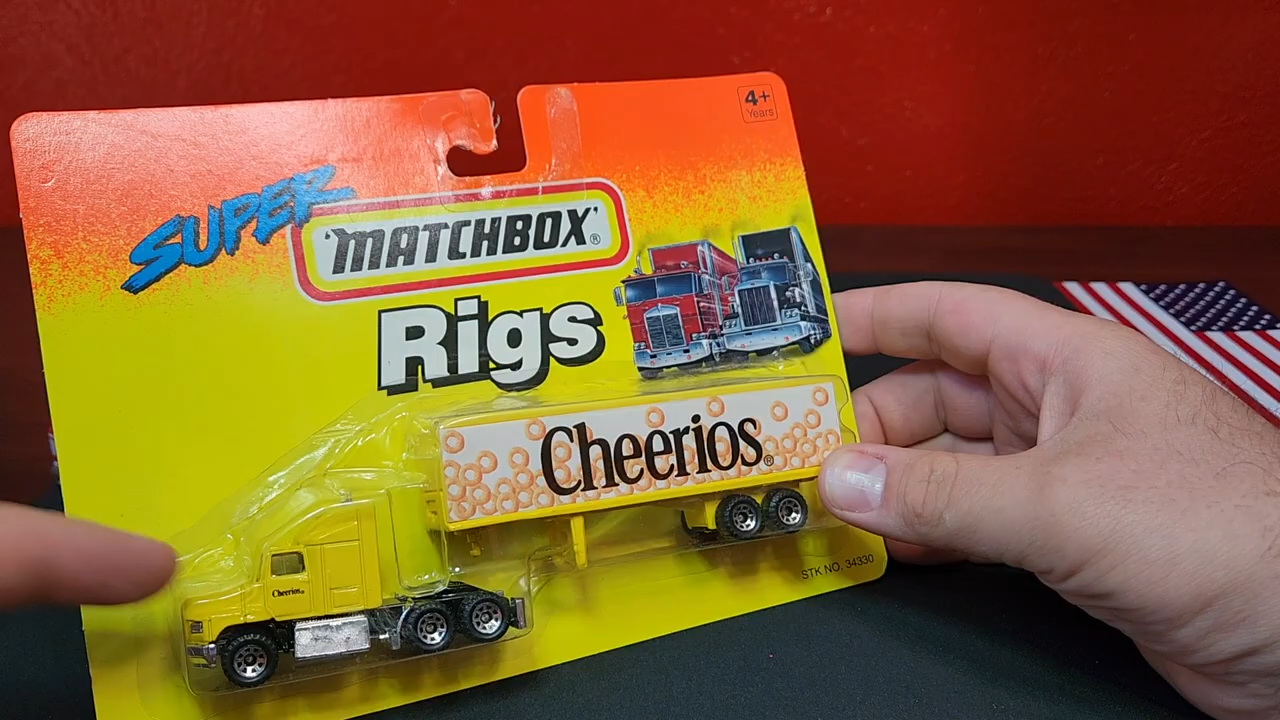 4+
Years
SUPER
'MATCHBOX'®
Rigs
Cheerios®
Cheerios®
STK NO. 34330